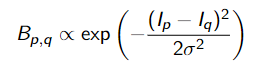 B_{p,q} ∝ exp ( − (I_p − I_q)^2 / 2σ^2 )